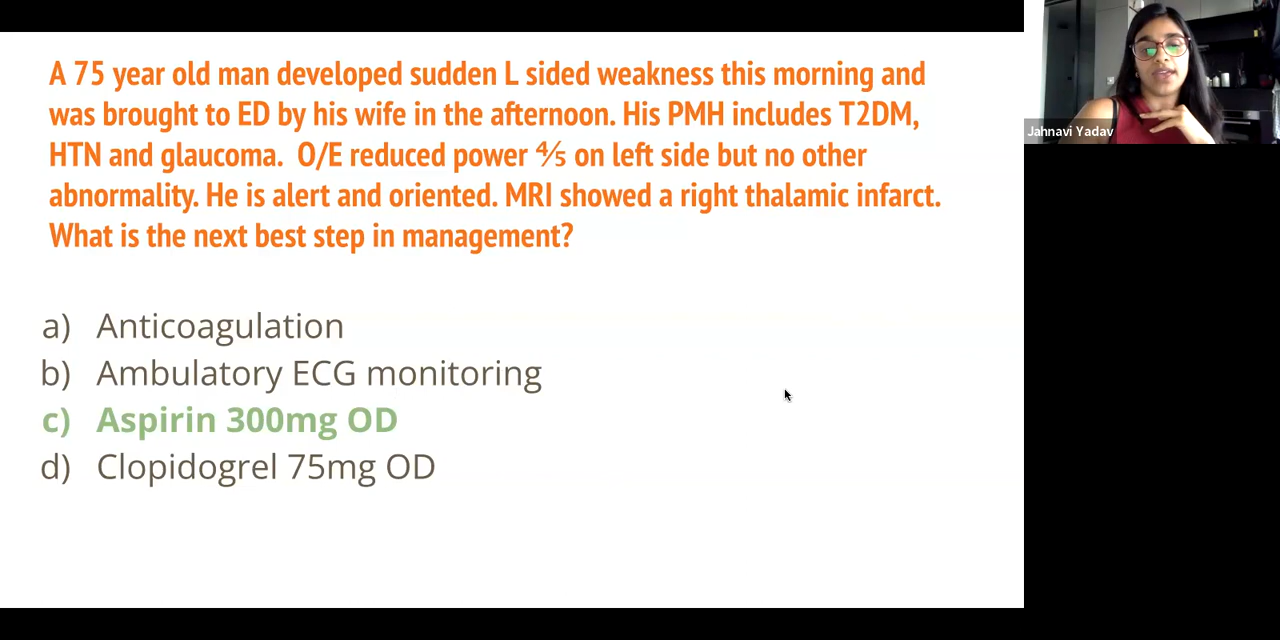 A 75 year old man developed sudden L sided weakness this morning and
was brought to ED by his wife in the afternoon. His PMH includes T2DM,
HTN and glaucoma. O/E reduced power ⅘ on left side but no other
abnormality. He is alert and oriented. MRI showed a right thalamic infarct.
What is the next best step in management?
a) Anticoagulation
b) Ambulatory ECG monitoring
c) Aspirin 300mg OD
d) Clopidogrel 75mg OD
Jahnavi Yadav